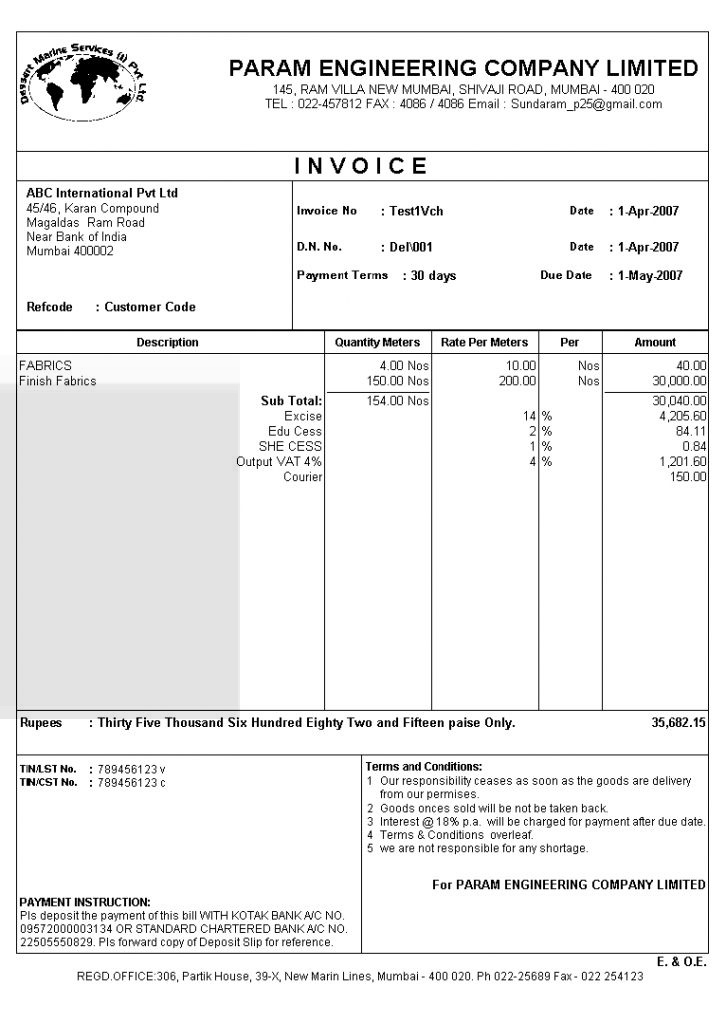 Dessert Marine Services (I) Pvt Ltd
PARAM ENGINEERING COMPANY LIMITED
145, RAM VILLA NEW MUMBAI, SHIVAJI ROAD, MUMBAI - 400 020
TEL : 022-457812 FAX : 4086 / 4086 Email : Sundaram_p25@gmail.com
INVOICE
ABC International Pvt Ltd
45/46, Karan Compound
Magaldas Ram Road
Near Bank of India
Mumbai 400002
Refcode : Customer Code
Invoice No : Test1Vch Date : 1-Apr-2007
D.N. No. : Del\001 Date : 1-Apr-2007
Payment Terms : 30 days Due Date : 1-May-2007
Description Quantity Meters Rate Per Meters Per Amount
FABRICS 4.00 Nos 10.00 Nos 40.00
Finish Fabrics 150.00 Nos 200.00 Nos 30,000.00
Sub Total: 154.00 Nos 30,040.00
Excise 14 % 4,205.60
Edu Cess 2 % 84.11
SHE CESS 1 % 0.84
Output VAT 4% 4 % 1,201.60
Courier 150.00
Rupees : Thirty Five Thousand Six Hundred Eighty Two and Fifteen paise Only. 35,682.15
TIN/LST No. : 789456123 v
TIN/CST No. : 789456123 c
PAYMENT INSTRUCTION:
Pls deposit the payment of this bill WITH KOTAK BANK A/C NO.
09572000003134 OR STANDARD CHARTERED BANK A/C NO.
22505550829. Pls forward copy of Deposit Slip for reference.
Terms and Conditions:
1 Our responsibility ceases as soon as the goods are delivery
from our permises.
2 Goods onces sold will be not be taken back.
3 Interest @ 18% p.a. will be charged for payment after due date.
4 Terms & Conditions overleaf.
5 we are not responsible for any shortage.
For PARAM ENGINEERING COMPANY LIMITED
E. & O.E.
REGD.OFFICE:306, Partik House, 39-X, New Marin Lines, Mumbai - 400 020. Ph 022-25689 Fax - 022 254123